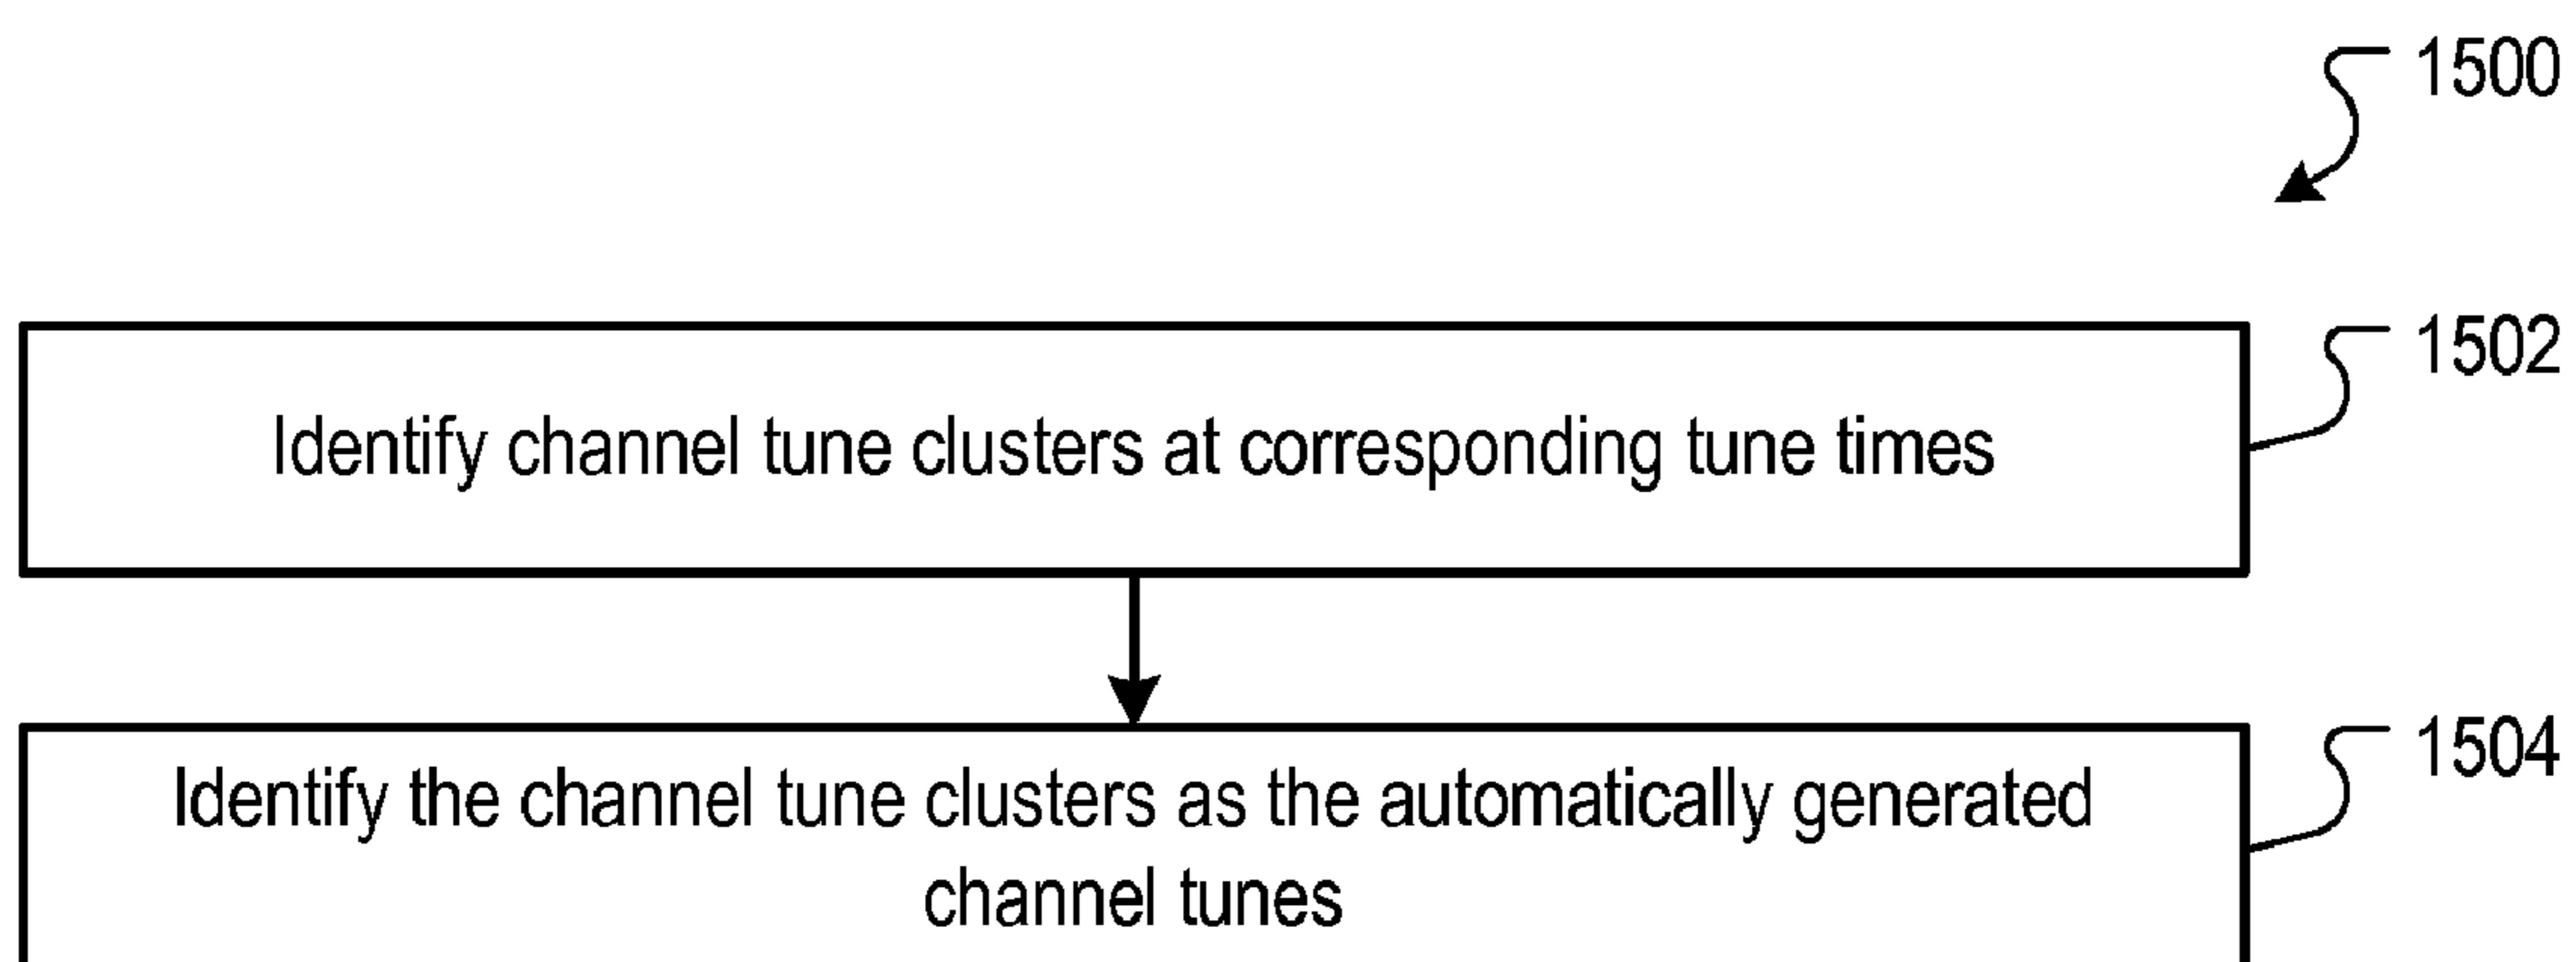 1500
1502
Identify channel tune clusters at corresponding tune times
1504
Identify the channel tune clusters as the automatically generated
channel tunes